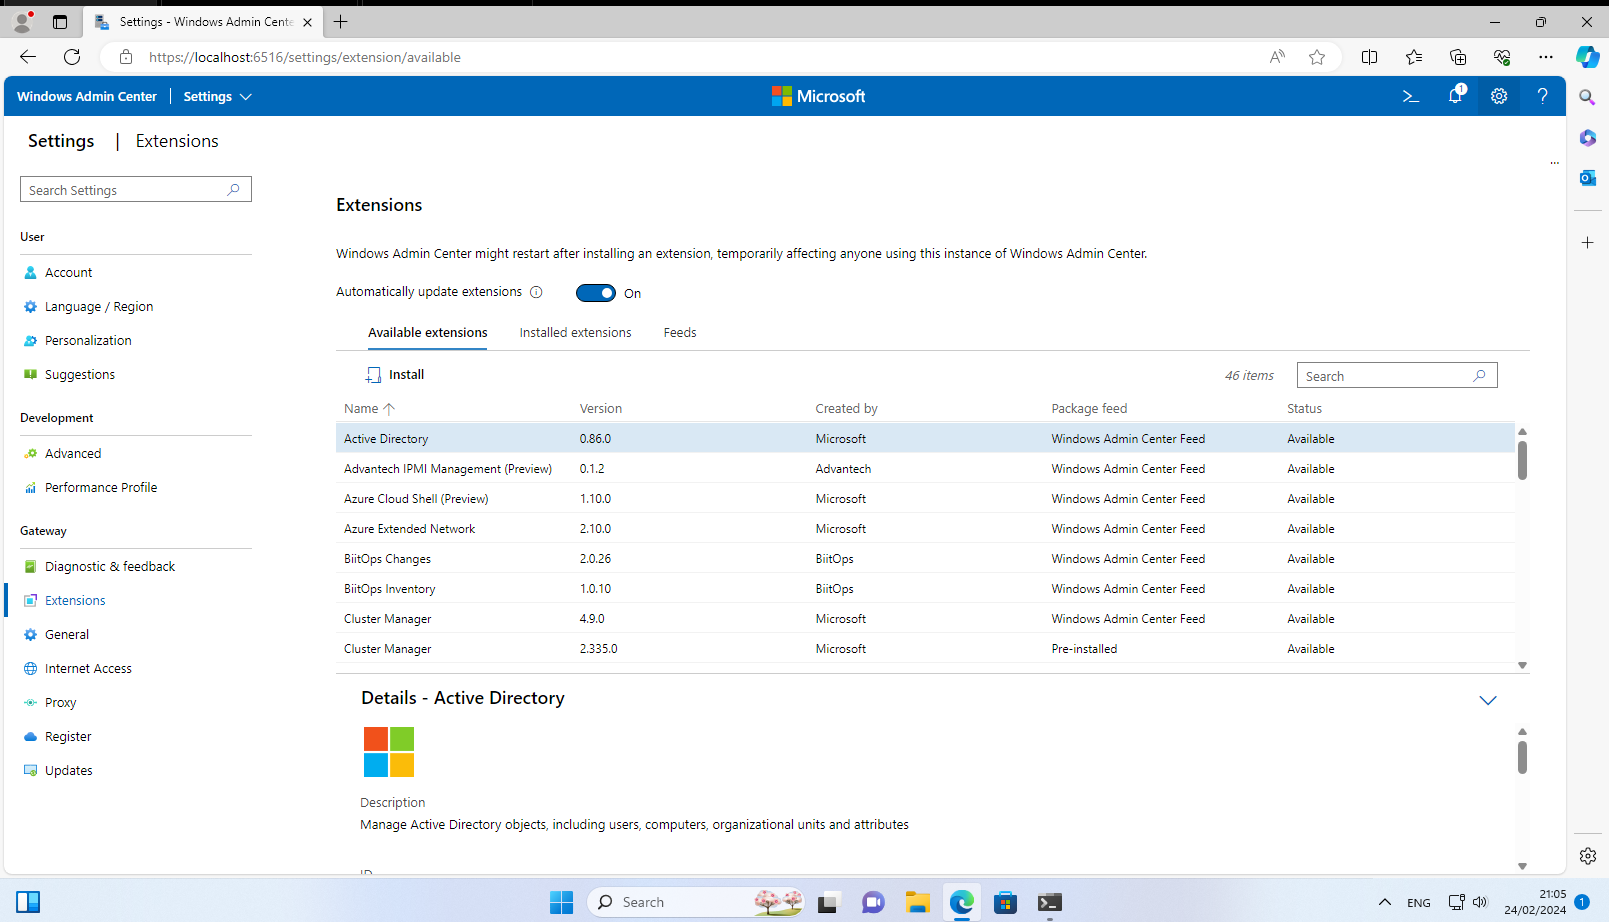 Settings - Windows Admin Cente
https://localhost:6516/settings/extension/available
Windows Admin Center | Settings
Microsoft
1
Settings | Extensions
Search Settings
User
Account
Language / Region
Personalization
Suggestions
Development
Advanced
Performance Profile
Gateway
Diagnostic & feedback
Extensions
General
Internet Access
Proxy
Register
Updates
Extensions
Windows Admin Center might restart after installing an extension, temporarily affecting anyone using this instance of Windows Admin Center.
Automatically update extensions On
Available extensions Installed extensions Feeds
Install 46 items Search
Name Version Created by Package feed Status
Active Directory 0.86.0 Microsoft Windows Admin Center Feed Available
Advantech IPMI Management (Preview) 0.1.2 Advantech Windows Admin Center Feed Available
Azure Cloud Shell (Preview) 1.10.0 Microsoft Windows Admin Center Feed Available
Azure Extended Network 2.10.0 Microsoft Windows Admin Center Feed Available
BiitOps Changes 2.0.26 BiitOps Windows Admin Center Feed Available
BiitOps Inventory 1.0.10 BiitOps Windows Admin Center Feed Available
Cluster Manager 4.9.0 Microsoft Windows Admin Center Feed Available
Cluster Manager 2.335.0 Microsoft Pre-installed Available
Details - Active Directory
Description
Manage Active Directory objects, including users, computers, organizational units and attributes
ID
Search
ENG
21:05
24/02/2024
1